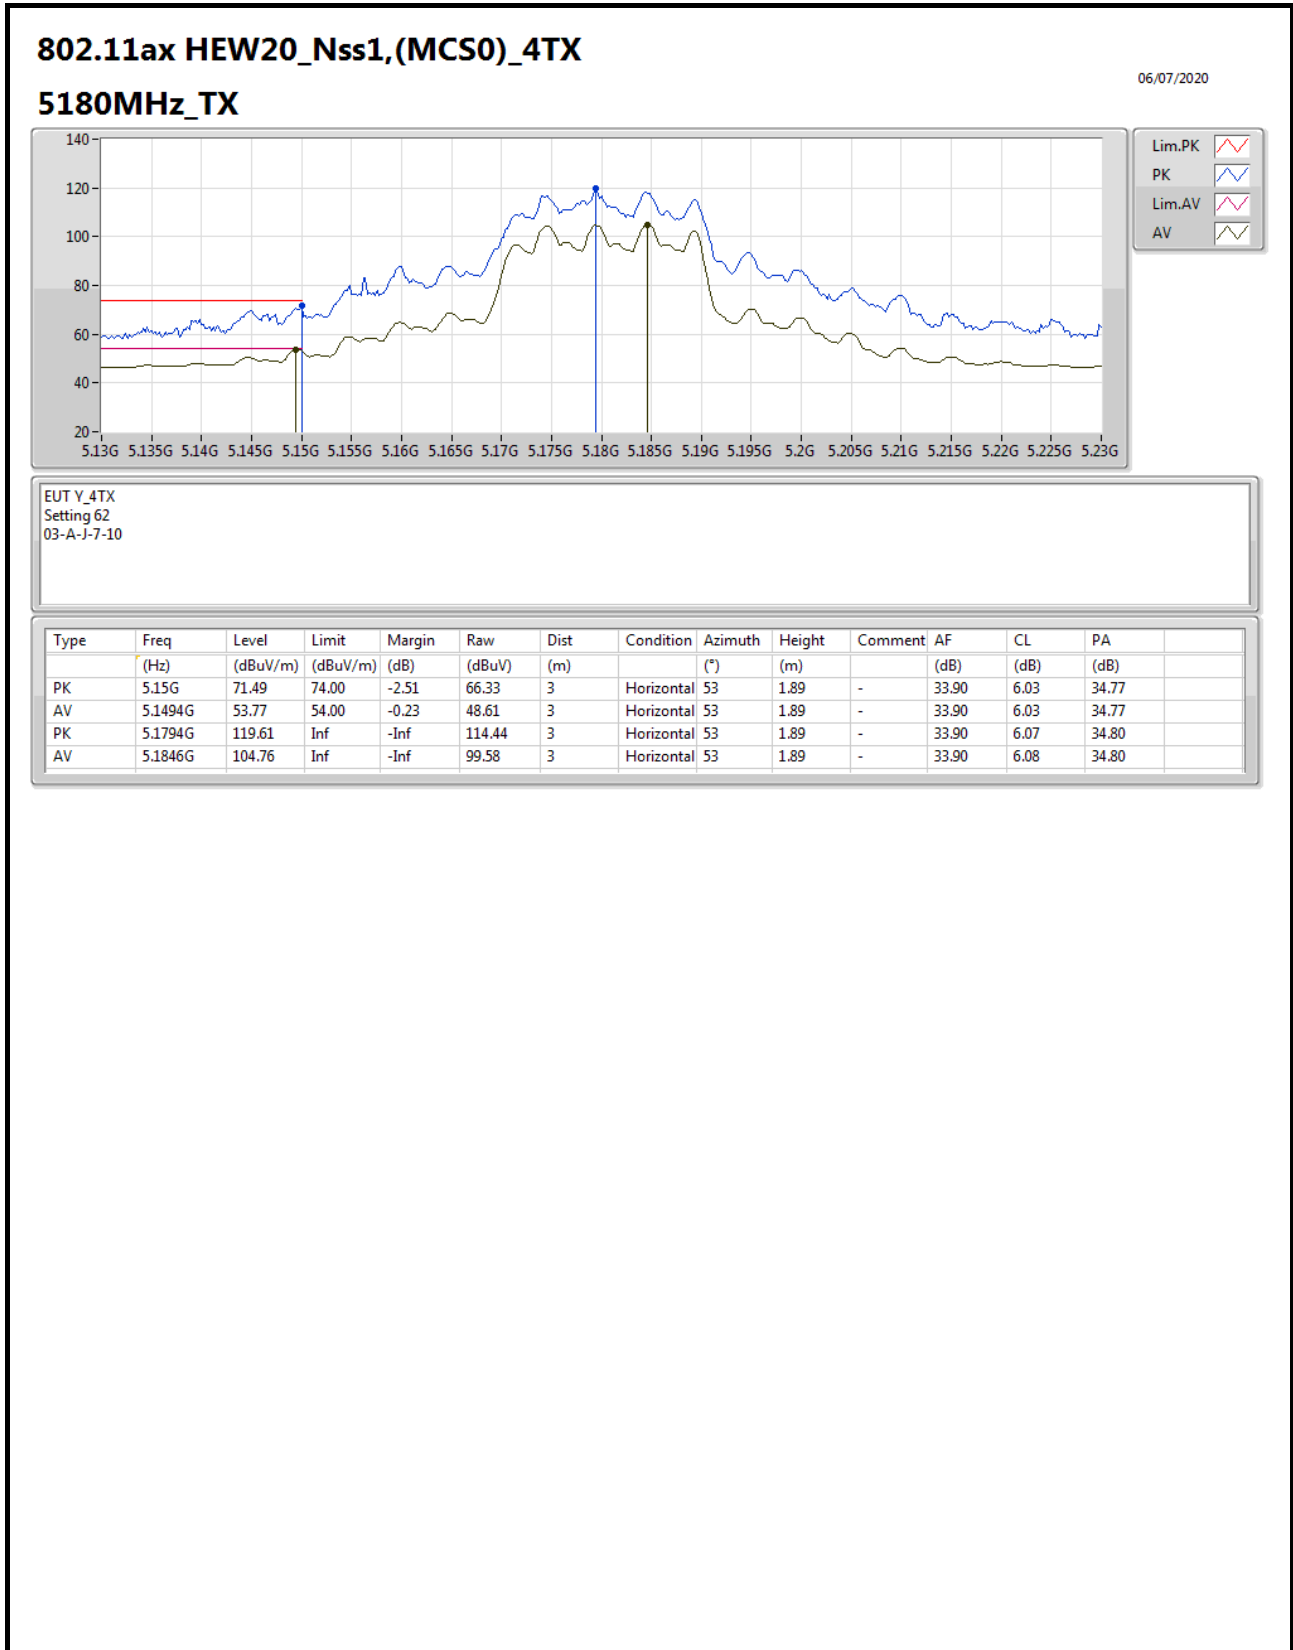 802.11ax HEW20_Nss1,(MCS0)_4TX
06/07/2020
5180MHz_TX
140
120
100
80
60
40
20
5.13G 5.135G 5.14G 5.145G 5.15G 5.155G 5.16G 5.165G 5.17G 5.175G 5.18G 5.185G 5.19G 5.195G 5.2G 5.205G 5.21G 5.215G 5.22G 5.225G 5.23G
Lim.PK
PK
Lim.AV
AV
EUT Y_4TX
Setting 62
03-A-J-7-10
Type Freq Level Limit Margin Raw Dist Condition Azimuth Height Comment AF CL PA
(Hz) (dBuV/m) (dBuV/m) (dB) (dBuV) (m) (°) (m) (dB) (dB) (dB)
PK 5.15G 71.49 74.00 -2.51 66.33 3 Horizontal 53 1.89 - 33.90 6.03 34.77
AV 5.1494G 53.77 54.00 -0.23 48.61 3 Horizontal 53 1.89 - 33.90 6.03 34.77
PK 5.1794G 119.61 Inf -Inf 114.44 3 Horizontal 53 1.89 - 33.90 6.07 34.80
AV 5.1846G 104.76 Inf -Inf 99.58 3 Horizontal 53 1.89 - 33.90 6.08 34.80